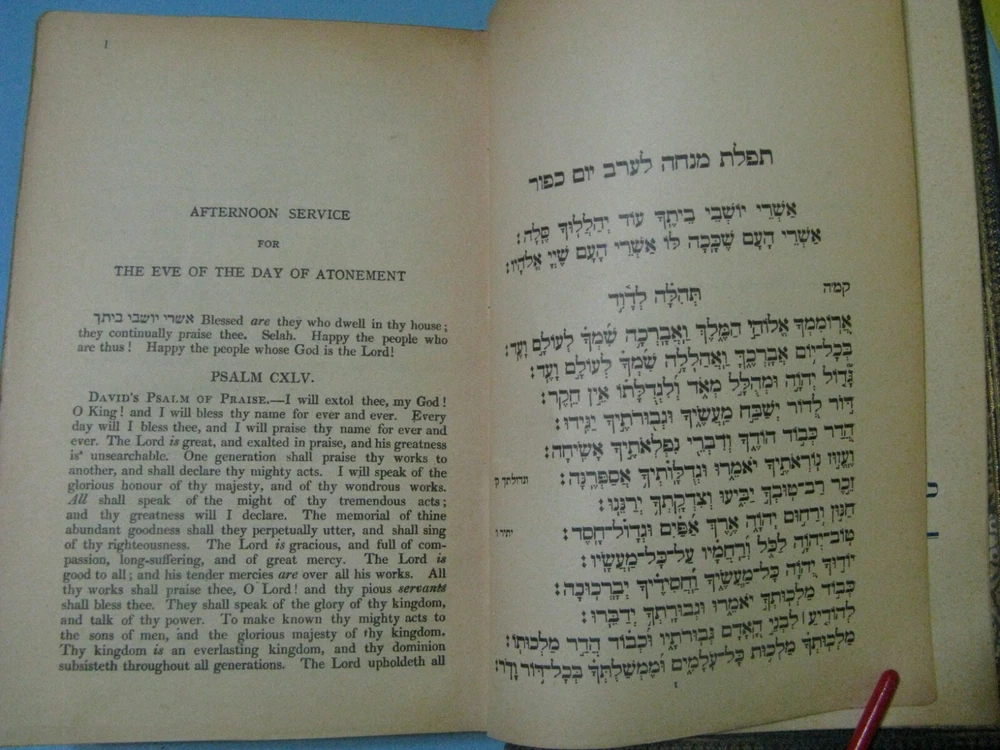 1
AFTERNOON SERVICE
FOR
THE EVE OF THE DAY OF ATONEMENT
אשרי יושבי ביתך Blessed are they who dwell in thy house;
they continually praise thee. Selah. Happy the people who
are thus! Happy the people whose God is the Lord!
PSALM CXLV.
DAVID'S PSALM OF PRAISE.—I will extol thee, my God!
O King! and I will bless thy name for ever and ever. Every
day will I bless thee, and I will praise thy name for ever and
ever. The Lord is great, and exalted in praise, and his greatness
is unsearchable. One generation shall praise thy works to
another, and shall declare thy mighty acts. I will speak of the
glorious honour of thy majesty, and of thy wondrous works.
All shall speak of the might of thy tremendous acts;
and thy greatness will I declare. The memorial of thine
abundant goodness shall they perpetually utter, and shall sing
of thy righteousness. The Lord is gracious, and full of com-
passion, long-suffering, and of great mercy. The Lord is
good to all; and his tender mercies are over all his works. All
thy works shall praise thee, O Lord! and thy pious servants
shall bless thee. They shall speak of the glory of thy kingdom,
and talk of thy power. To make known thy mighty acts to
the sons of men, and the glorious majesty of thy kingdom.
Thy kingdom is an everlasting kingdom, and thy dominion
subsisteth throughout all generations. The Lord upholdeth all
תפלת מנחה לערב יום כפור
אַשְׁרֵי יוֹשְׁבֵי בֵיתֶךָ עוֹד יְהַלְלוּךָ סֶּלָה:
אַשְׁרֵי הָעָם שֶׁכָּכָה לּוֹ אַשְׁרֵי הָעָם שֶׁיְיָ אֱלֹהָיו:
קמה תְּהִלָּה לְדָוִד
אֲרוֹמִמְךָ אֱלוֹהַי הַמֶּלֶךְ וַאֲבָרְכָה שִׁמְךָ לְעוֹלָם וָעֶד:
בְּכָל־יוֹם אֲבָרְכֶךָּ וַאֲהַלְלָה שִׁמְךָ לְעוֹלָם וָעֶד:
גָּדוֹל יְהוָֹה וּמְהֻלָּל מְאֹד וְלִגְדֻלָּתוֹ אֵין חֵקֶר:
דּוֹר לְדוֹר יְשַׁבַּח מַעֲשֶׂיךָ וּגְבוּרֹתֶיךָ יַגִּידוּ:
הֲדַר כְּבוֹד הוֹדֶךָ וְדִבְרֵי נִפְלְאֹתֶיךָ אָשִׂיחָה:
וֶעֱזוּז נוֹרְאֹתֶיךָ יֹאמֵרוּ וּגְדֻלּוֹתֶיךָ אֲסַפְּרֶנָּה:
וגדולתך ק
זֵכֶר רַב־טוּבְךָ יַבִּיעוּ וְצִדְקָתְךָ יְרַנֵּנוּ:
חַנּוּן וְרַחוּם יְהוָֹה אֶרֶךְ אַפַּיִם וּגְדוֹל־חָסֶד:
יתיר ו
טוֹב־יְהוָֹה לַכֹּל וְרַחֲמָיו עַל־כָּל־מַעֲשָׂיו:
יוֹדוּךָ יְהוָֹה כָּל־מַעֲשֶׂיךָ וַחֲסִידֶיךָ יְבָרְכוּכָה:
כְּבוֹד מַלְכוּתְךָ יֹאמֵרוּ וּגְבוּרָתְךָ יְדַבֵּרוּ:
לְהוֹדִיעַ לִבְנֵי הָאָדָם גְּבוּרֹתָיו וּכְבוֹד הֲדַר מַלְכוּתוֹ:
מַלְכוּתְךָ מַלְכוּת כָּל־עֹלָמִים וּמֶמְשַׁלְתְּךָ בְּכָל־דּוֹר וָדֹר: